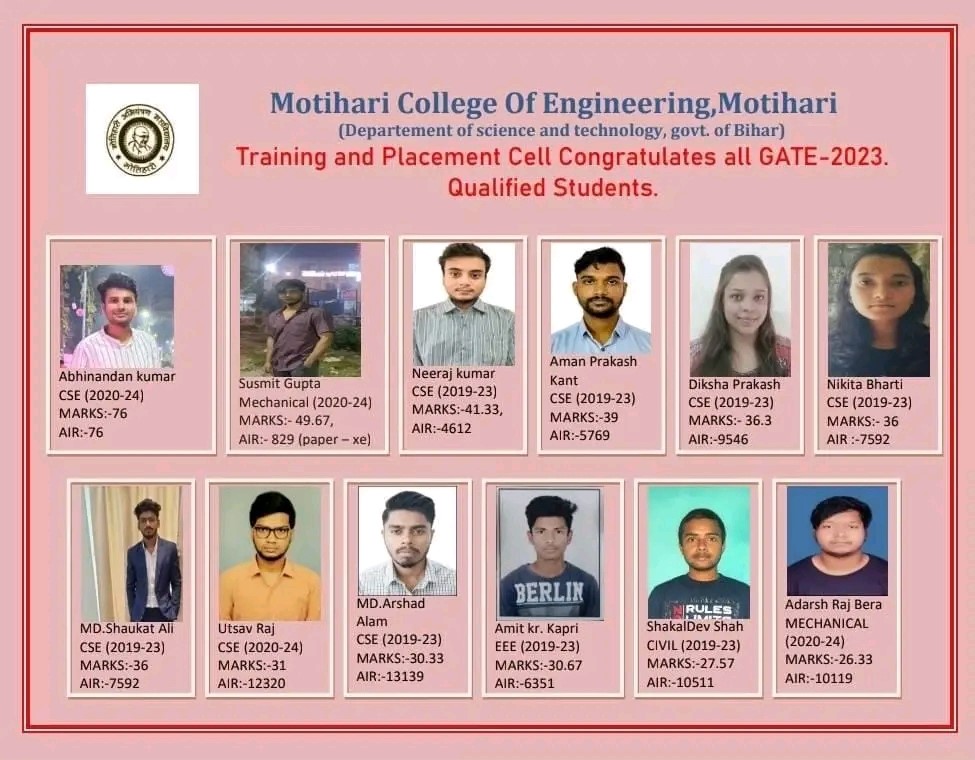 मोतिहारी अभियंत्रण महाविद्यालय
मोतिहारी
Motihari College Of Engineering,Motihari
(Departement of science and technology, govt. of Bihar)
Training and Placement Cell Congratulates all GATE-2023.
Qualified Students.
Abhinandan kumar
CSE (2020-24)
MARKS:-76
AIR:-76
Susmit Gupta
Mechanical (2020-24)
MARKS:- 49.67,
AIR:- 829 (paper – xe)
Neeraj kumar
CSE (2019-23)
MARKS:-41.33,
AIR:-4612
Aman Prakash
Kant
CSE (2019-23)
MARKS:-39
AIR:-5769
Diksha Prakash
CSE (2019-23)
MARKS:- 36.3
AIR:-9546
Nikita Bharti
CSE (2019-23)
MARKS:- 36
AIR :-7592
MD.Shaukat Ali
CSE (2019-23)
MARKS:-36
AIR:-7592
Utsav Raj
CSE (2020-24)
MARKS:-31
AIR:-12320
MD.Arshad
Alam
CSE (2019-23)
MARKS:-30.33
AIR:-13139
BERLIN
Amit kr. Kapri
EEE (2019-23)
MARKS:-30.67
AIR:-6351
RULES
ShakalDev Shah
CIVIL (2019-23)
MARKS:-27.57
AIR:-10511
Adarsh Raj Bera
MECHANICAL
(2020-24)
MARKS:-26.33
AIR:-10119